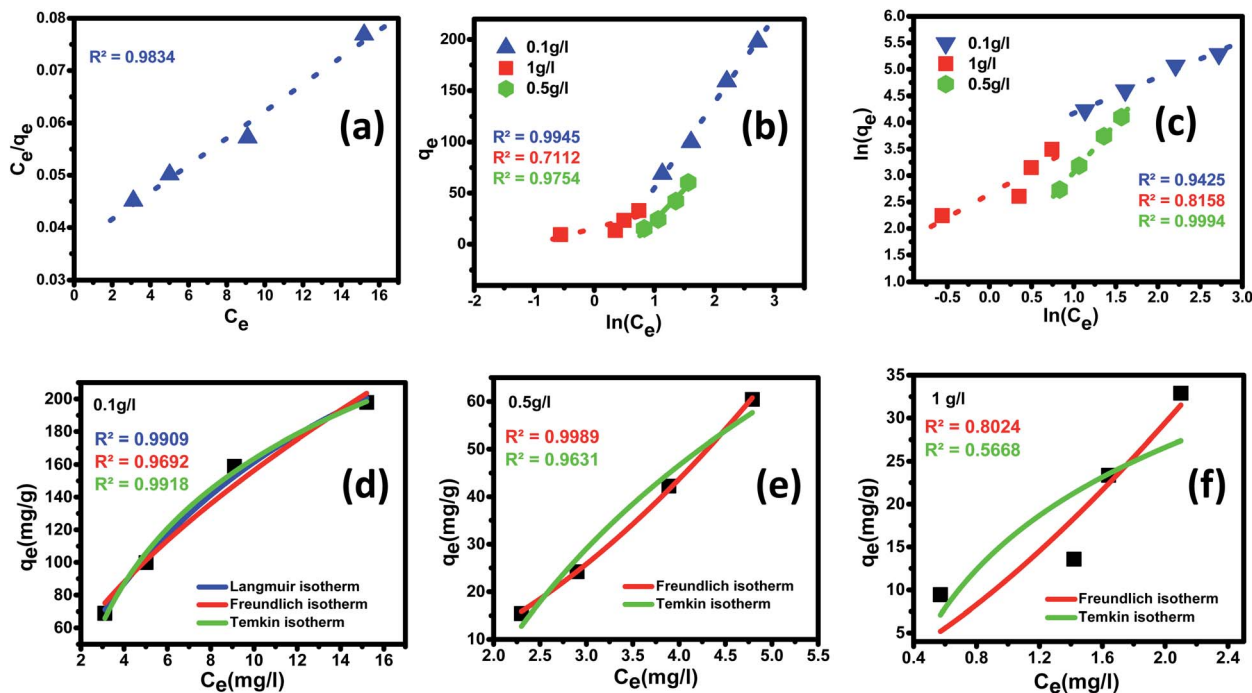 0.08
0.07
0.06
0.05
0.04
0.03
0 2 4 6 8 10 12 14 16
Cₑ/qₑ
Cₑ
R² = 0.9834
(a)
200
150
100
50
0
-2 -1 0 1 2 3
qₑ
ln(Cₑ)
0.1g/l
1g/l
0.5g/l
R² = 0.9945
R² = 0.7112
R² = 0.9754
(b)
6.0
5.5
5.0
4.5
4.0
3.5
3.0
2.5
2.0
1.5
1.0
-0.5 0.0 0.5 1.0 1.5 2.0 2.5 3.0
ln(qₑ)
ln(Cₑ)
0.1g/l
1g/l
0.5g/l
R² = 0.9425
R² = 0.8158
R² = 0.9994
(c)
200
180
160
140
120
100
80
60
2 4 6 8 10 12 14 16
qₑ(mg/g)
Cₑ(mg/l)
0.1g/l
R² = 0.9909
R² = 0.9692
R² = 0.9918
(d)
Langmuir isotherm
Freundlich isotherm
Temkin isotherm
60
50
40
30
20
10
2.0 2.5 3.0 3.5 4.0 4.5 5.0 5.5
qₑ(mg/g)
Cₑ(mg/l)
0.5g/l
R² = 0.9989
R² = 0.9631
(e)
Freundlich isotherm
Temkin isotherm
35
30
25
20
15
10
5
0.4 0.8 1.2 1.6 2.0 2.4
qₑ(mg/g)
Cₑ(mg/l)
1 g/l
R² = 0.8024
R² = 0.5668
(f)
Freundlich isotherm
Temkin isotherm